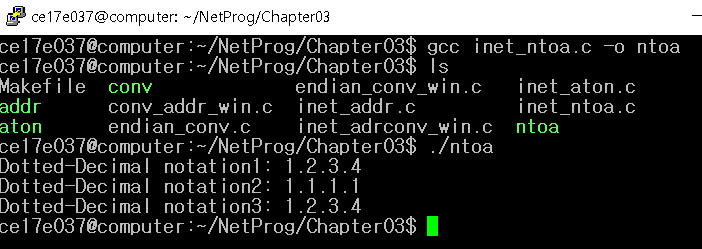 ce17e037@computer: ~/NetProg/Chapter03
ce17e037@computer:~/NetProg/Chapter03$ gcc inet_ntoa.c -o ntoa
ce17e037@computer:~/NetProg/Chapter03$ ls
Makefile conv endian_conv_win.c inet_aton.c
addr conv_addr_win.c inet_addr.c inet_ntoa.c
aton endian_conv.c inet_adrconv_win.c ntoa
ce17e037@computer:~/NetProg/Chapter03$ ./ntoa
Dotted-Decimal notation1: 1.2.3.4
Dotted-Decimal notation2: 1.1.1.1
Dotted-Decimal notation3: 1.2.3.4
ce17e037@computer:~/NetProg/Chapter03$